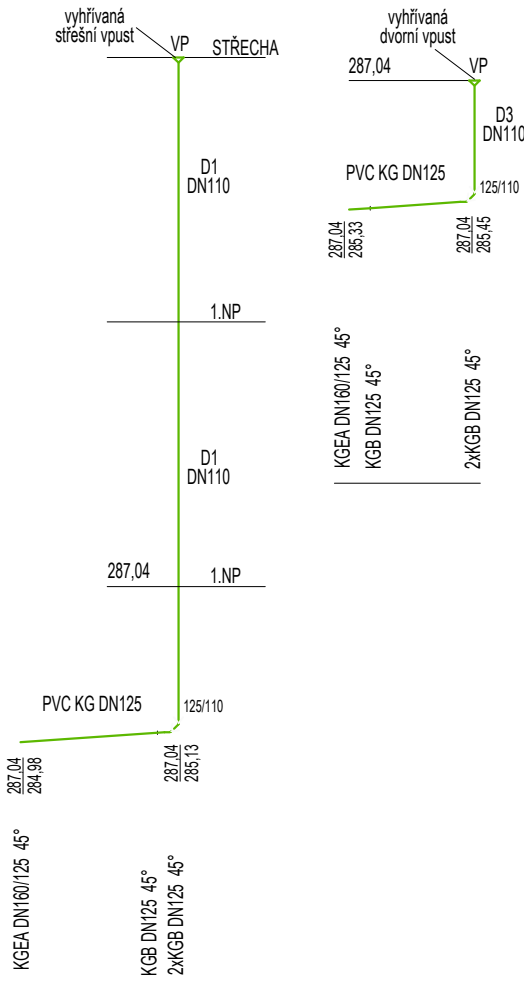 vyhřívaná
střešní vpust
VP
STŘECHA
D1
DN110
1.NP
D1
DN110
287,04
1.NP
PVC KG DN125
125/110
287,04
284,98
287,04
285,13
KGEA DN160/125 45°
KGB DN125 45°
2xKGB DN125 45°
vyhřívaná
dvorní vpust
287,04
VP
D3
DN110
PVC KG DN125
125/110
287,04
285,33
287,04
285,45
KGEA DN160/125 45°
KGB DN125 45°
2xKGB DN125 45°